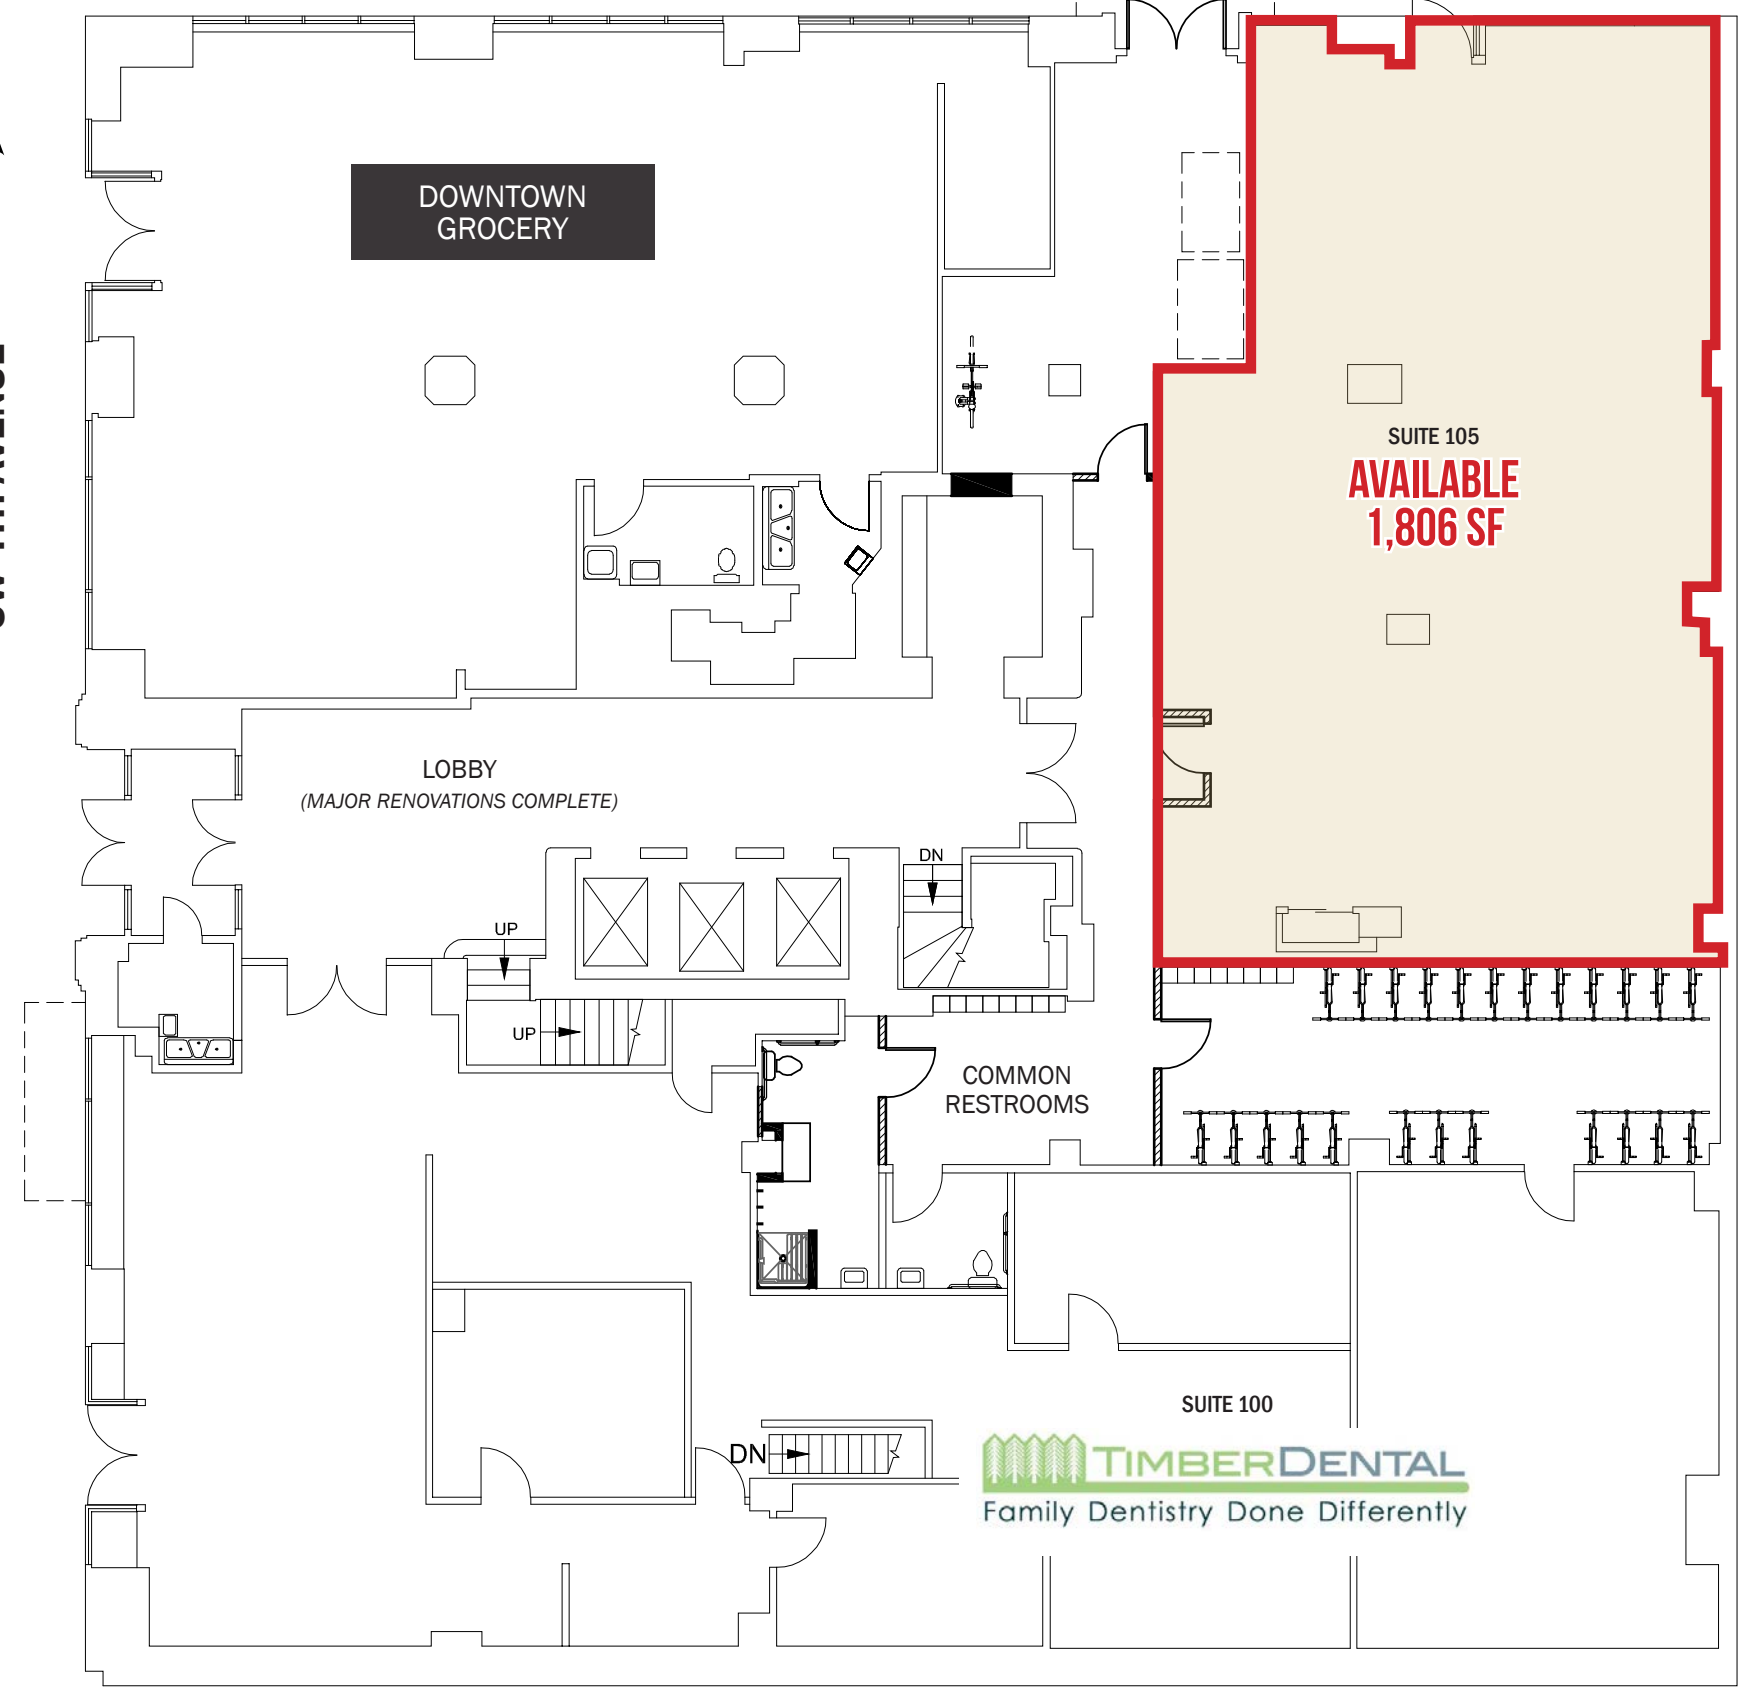 DOWNTOWN
GROCERY
SUITE 105
AVAILABLE
1,806 SF
LOBBY
(MAJOR RENOVATIONS COMPLETE)
DN
UP
UP
COMMON
RESTROOMS
SUITE 100
DN
TIMBERDENTAL
Family Dentistry Done Differently